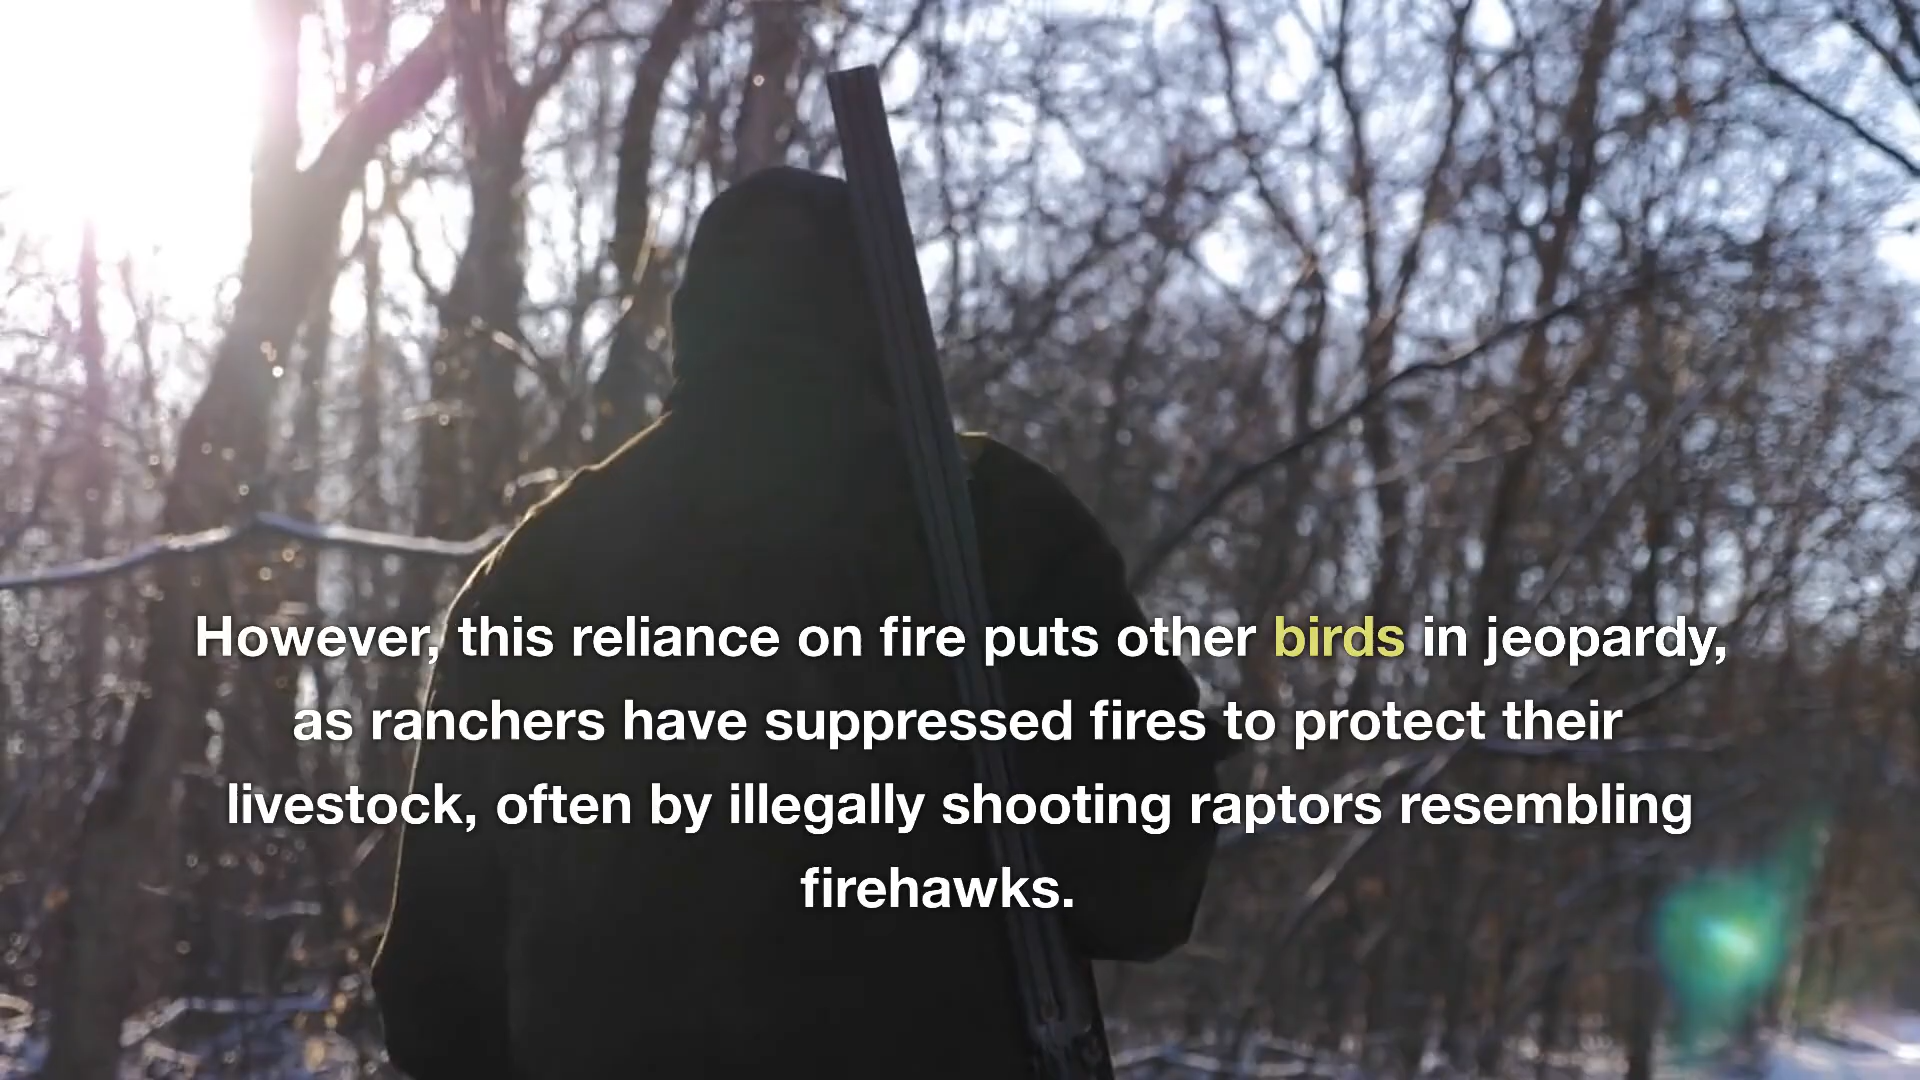 However, this reliance on fire puts other birds in jeopardy,
as ranchers have suppressed fires to protect their
livestock, often by illegally shooting raptors resembling
firehawks.